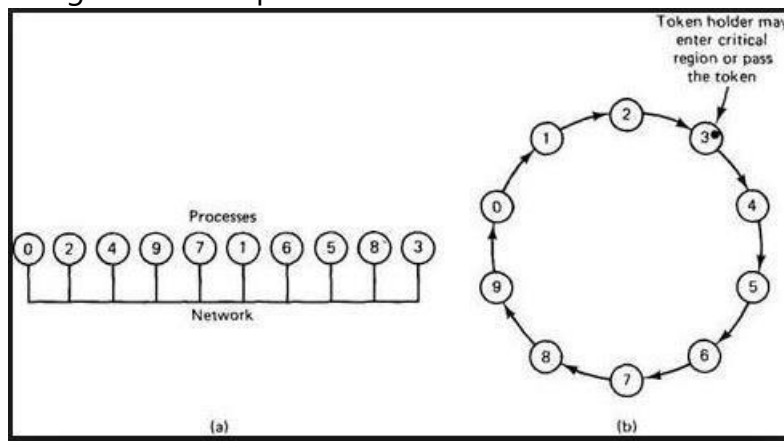 Token holder may
enter critical
region or pass
the token
Processes
0 2 4 9 7 1 6 5 8 3
Network
(a)
0
1
2
3
4
5
6
7
8
9
(b)